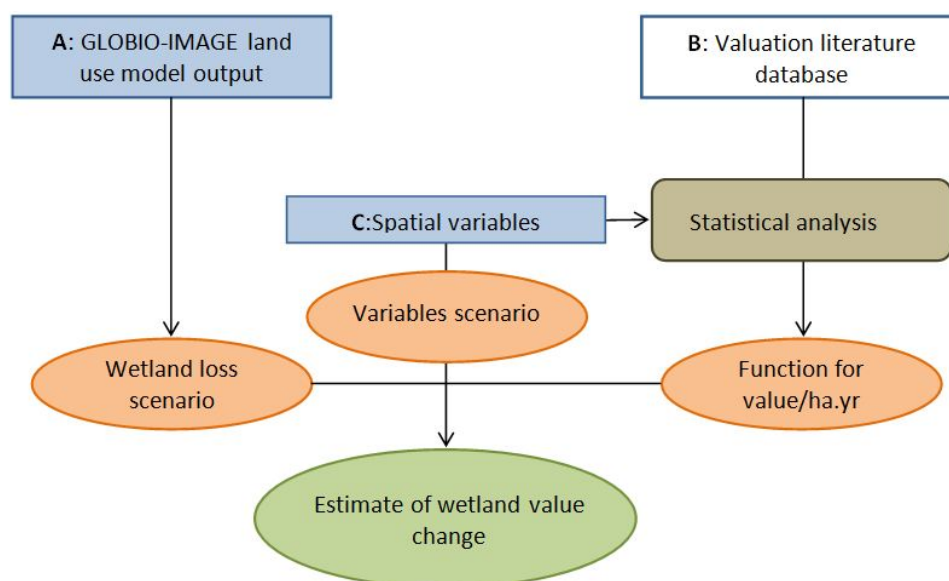 A: GLOBIO-IMAGE land
use model output
B: Valuation literature
database
C:Spatial variables
Statistical analysis
Variables scenario
Wetland loss
scenario
Function for
value/ha.yr
Estimate of wetland value
change